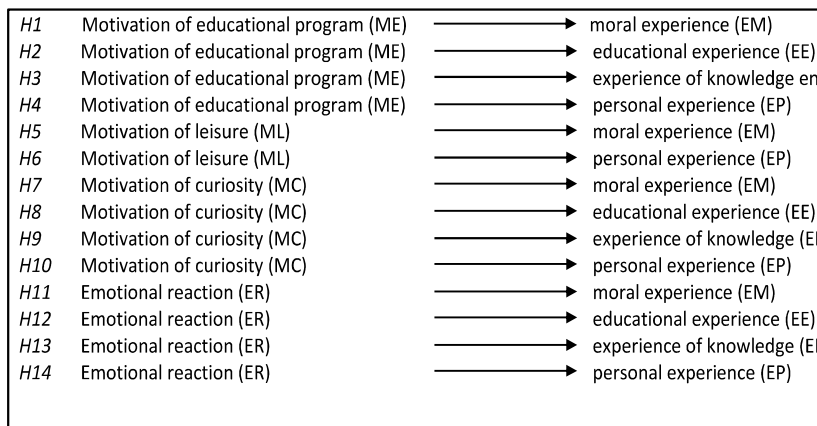 H1 Motivation of educational program (ME) moral experience (EM)
H2 Motivation of educational program (ME) educational experience (EE)
H3 Motivation of educational program (ME) experience of knowledge
H4 Motivation of educational program (ME) personal experience (EP)
H5 Motivation of leisure (ML) moral experience (EM)
H6 Motivation of leisure (ML) personal experience (EP)
H7 Motivation of curiosity (MC) moral experience (EM)
H8 Motivation of curiosity (MC) educational experience (EE)
H9 Motivation of curiosity (MC) experience of knowledge
H10 Motivation of curiosity (MC) personal experience (EP)
H11 Emotional reaction (ER) moral experience (EM)
H12 Emotional reaction (ER) educational experience (EE)
H13 Emotional reaction (ER) experience of knowledge
H14 Emotional reaction (ER) personal experience (EP)